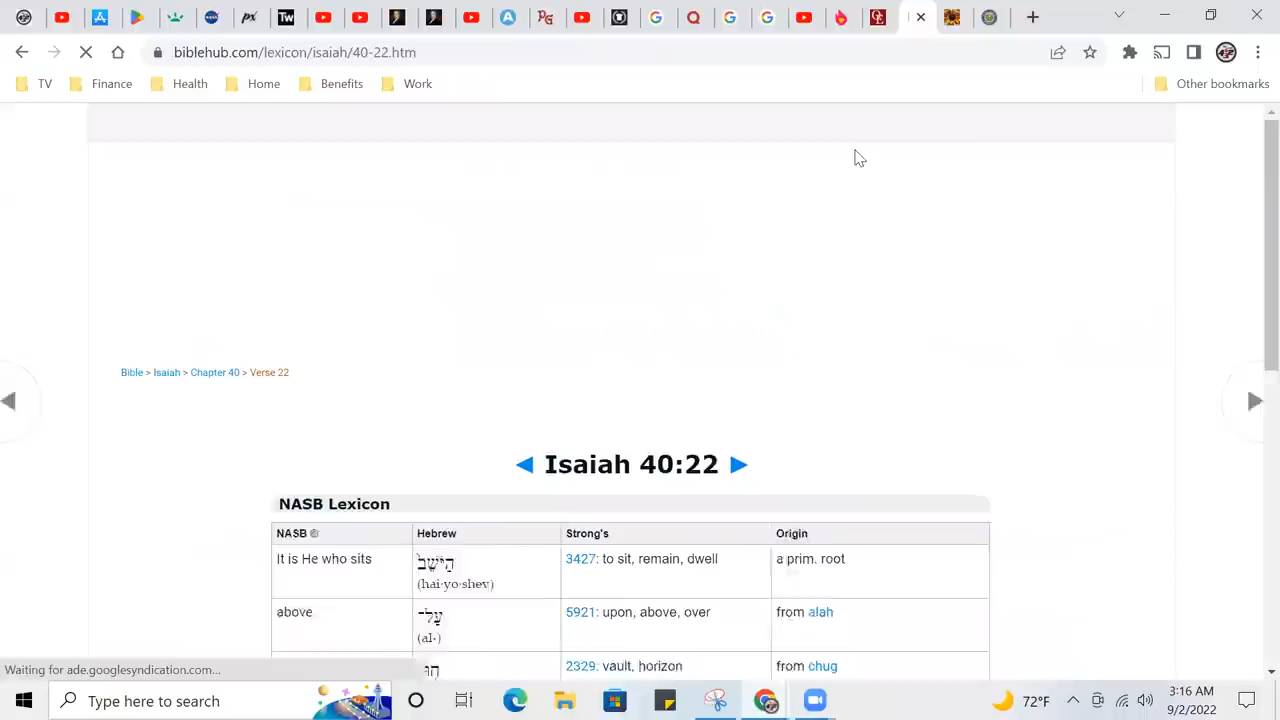 biblehub.com/lexicon/isaiah/40-22.htm
TV Finance Health Home Benefits Work Other bookmarks
Bible > Isaiah > Chapter 40 > Verse 22
Isaiah 40:22
NASB Lexicon
NASB Hebrew Strong's Origin
It is He who sits הַיֹּשֵׁב֙ 3427: to sit, remain, dwell a prim. root
(hai·yo·shev)
above עַל־ 5921: upon, above, over from alah
(al-)
2329: vault, horizon from chug
Waiting for ade.googlesyndication.com...
Type here to search 72°F 3:16 AM
9/2/2022